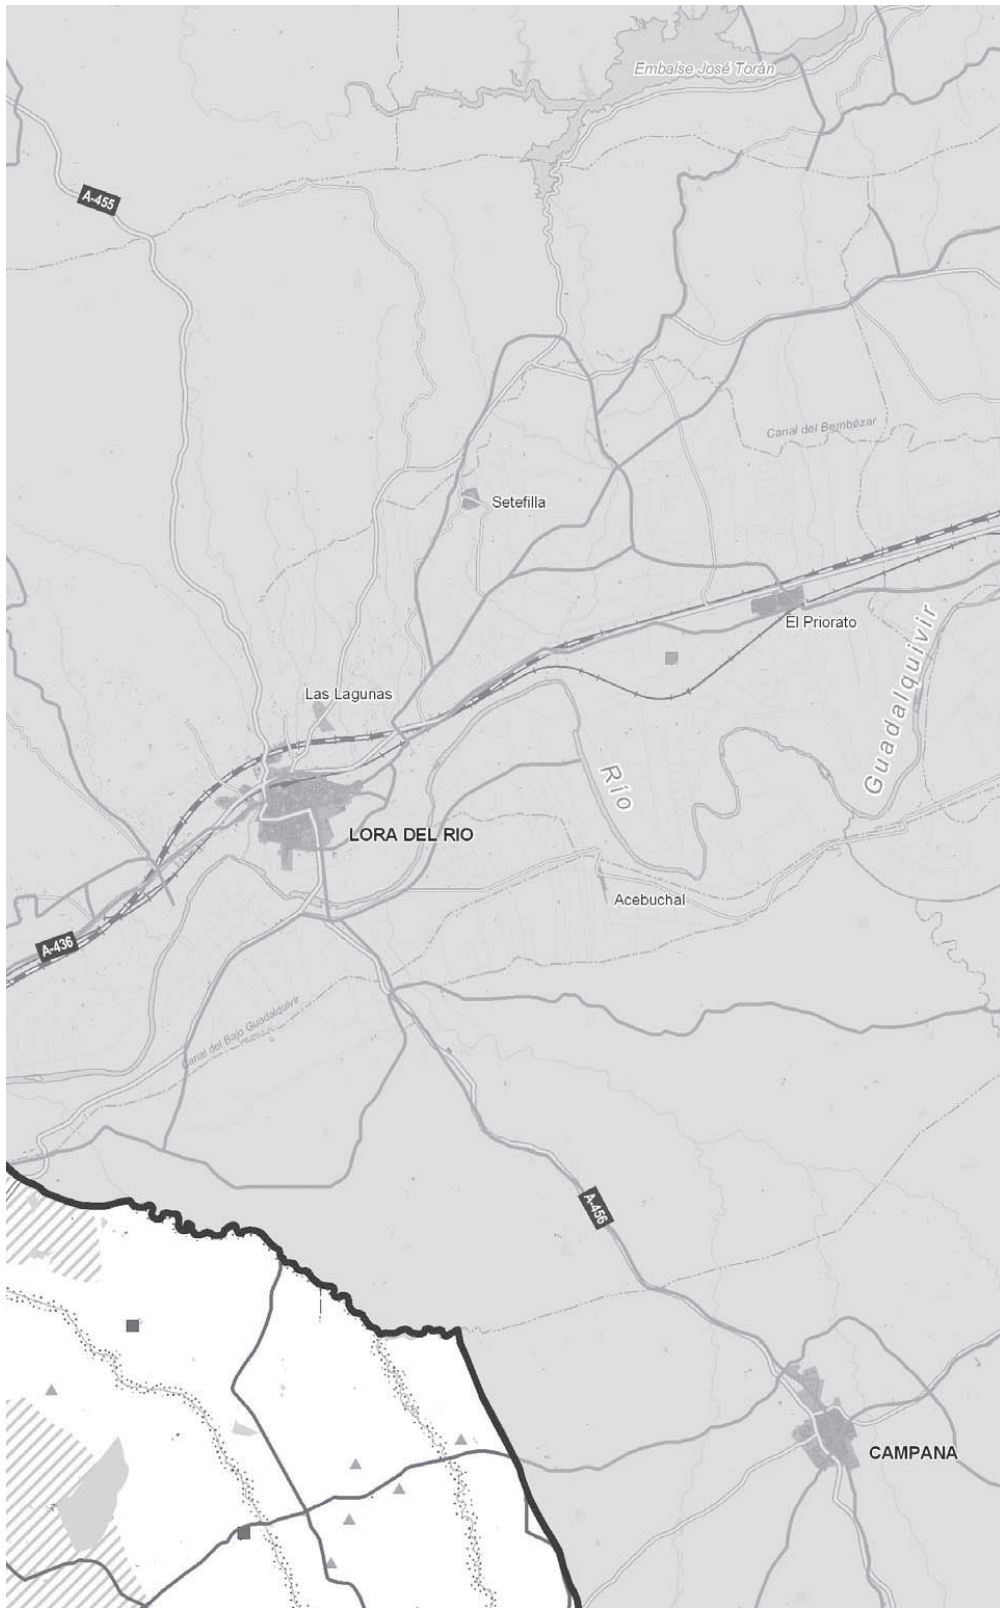 Embalse José Torán
A-455
Canal del Bembézar
Setefilla
El Priorato
Guadalquivir
Las Lagunas
Río
LORA DEL RIO
Acebuchal
A-436
Canal del Bajo Guadalquivir
A-456
CAMPANA